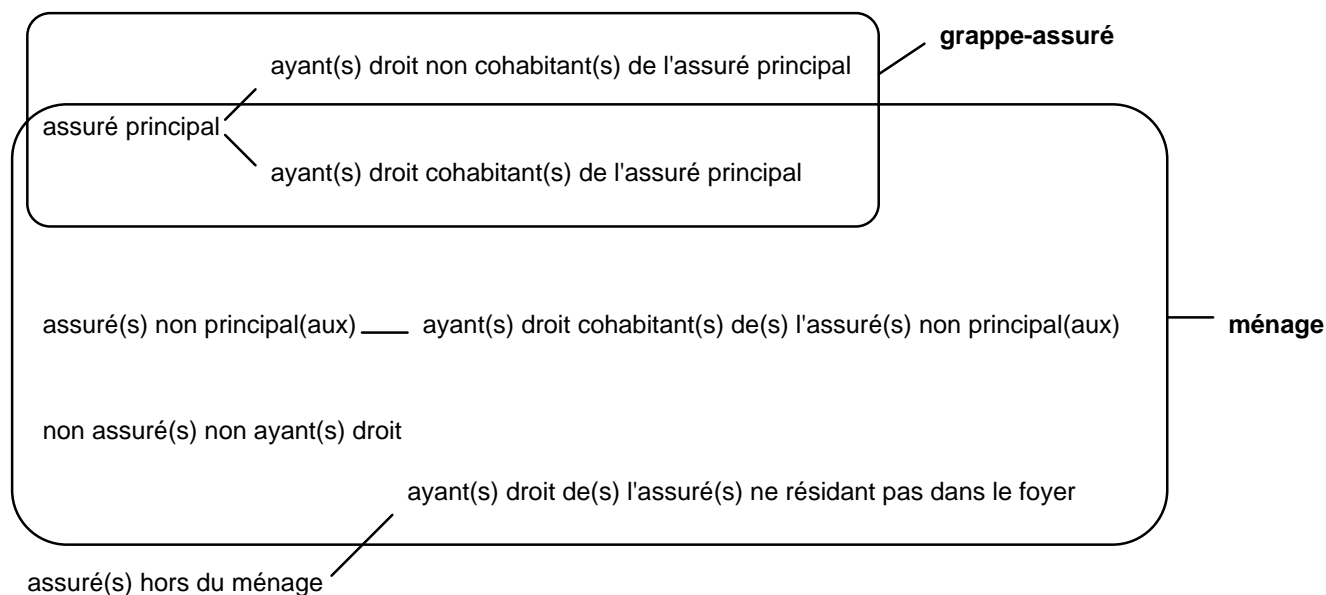 grappe-assuré
ayant(s) droit non cohabitant(s) de l'assuré principal
assuré principal
ayant(s) droit cohabitant(s) de l'assuré principal
assuré(s) non principal(aux) ayant(s) droit cohabitant(s) de(s) l'assuré(s) non principal(aux)
ménage
non assuré(s) non ayant(s) droit
ayant(s) droit de(s) l'assuré(s) ne résidant pas dans le foyer
assuré(s) hors du ménage